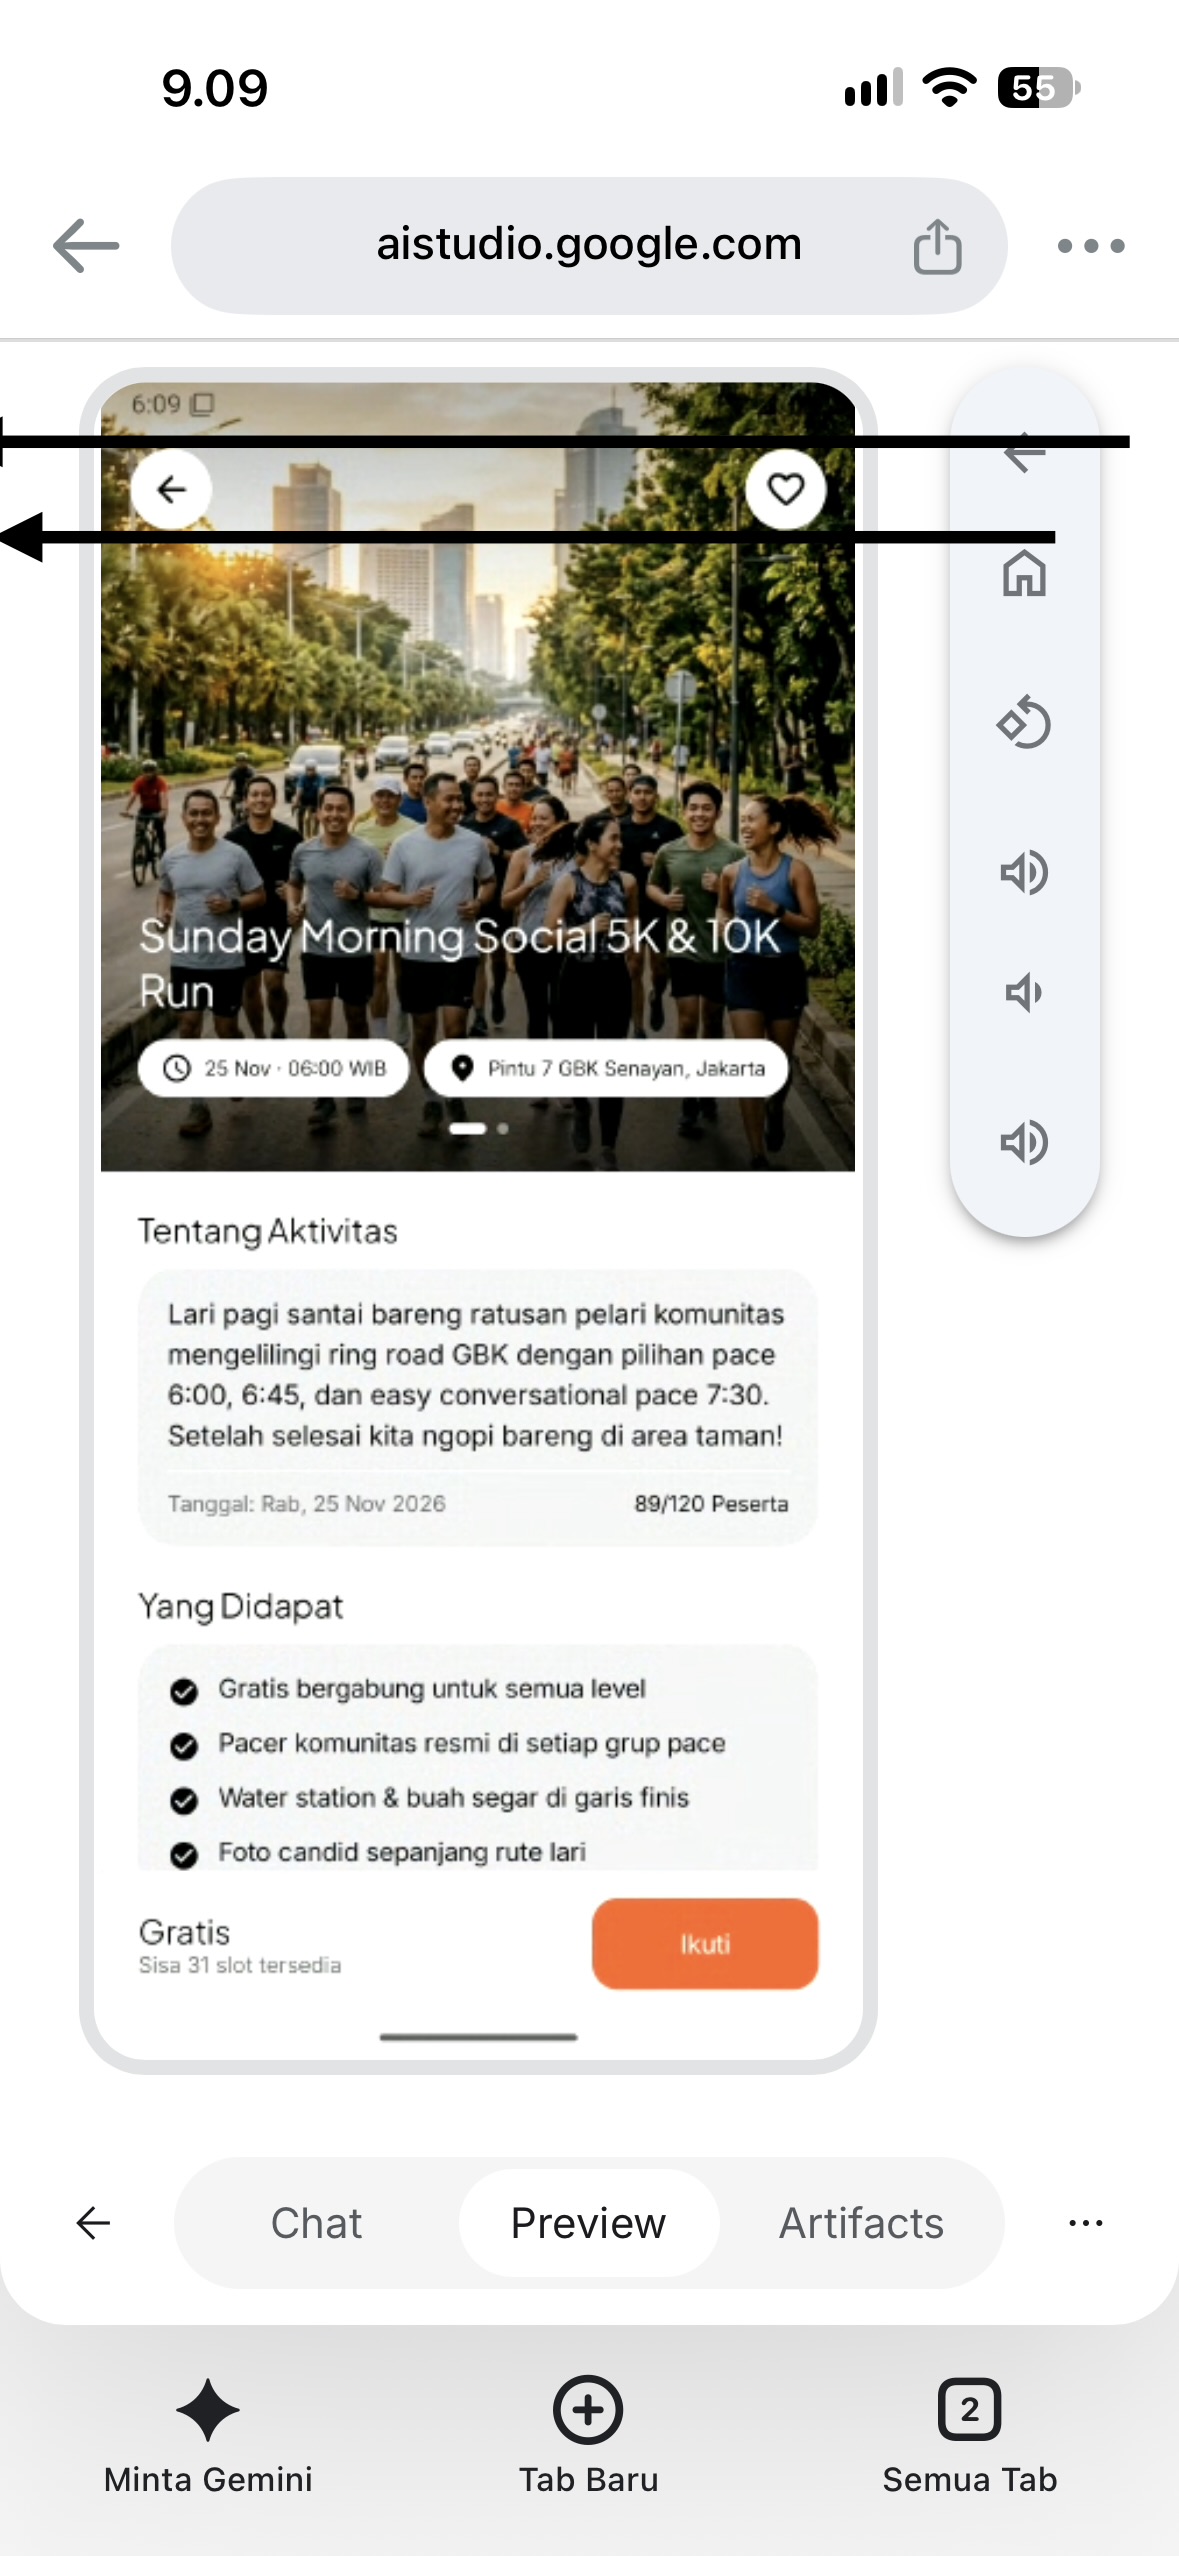 9.09
55
aistudio.google.com
6:09
Sunday Morning Social 5K & 10K
Run
25 Nov · 06:00 WIB
Pintu 7 GBK Senayan, Jakarta
Tentang Aktivitas
Lari pagi santai bareng ratusan pelari komunitas
mengelilingi ring road GBK dengan pilihan pace
6:00, 6:45, dan easy conversational pace 7:30.
Setelah selesai kita ngopi bareng di area taman!
Tanggal: Rab, 25 Nov 2026
89/120 Peserta
Yang Didapat
Gratis bergabung untuk semua level
Pacer komunitas resmi di setiap grup pace
Water station & buah segar di garis finis
Foto candid sepanjang rute lari
Gratis
Sisa 31 slot tersedia
Ikuti
Chat
Preview
Artifacts
2
Minta Gemini
Tab Baru
Semua Tab